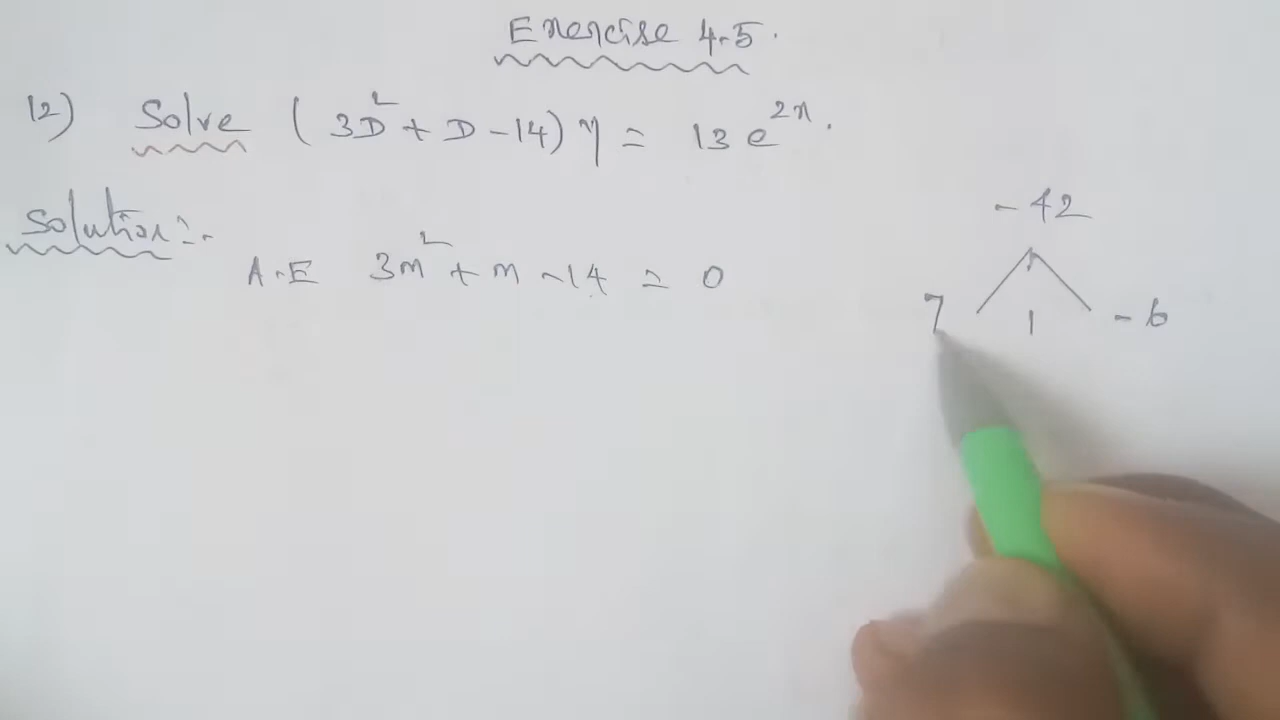 Exercise 4.5.
12) Solve (3D² + D - 14) y = 13 e^{2x}.
Solution:-
A.E 3m² + m - 14 = 0
- 42
7 1 - 6